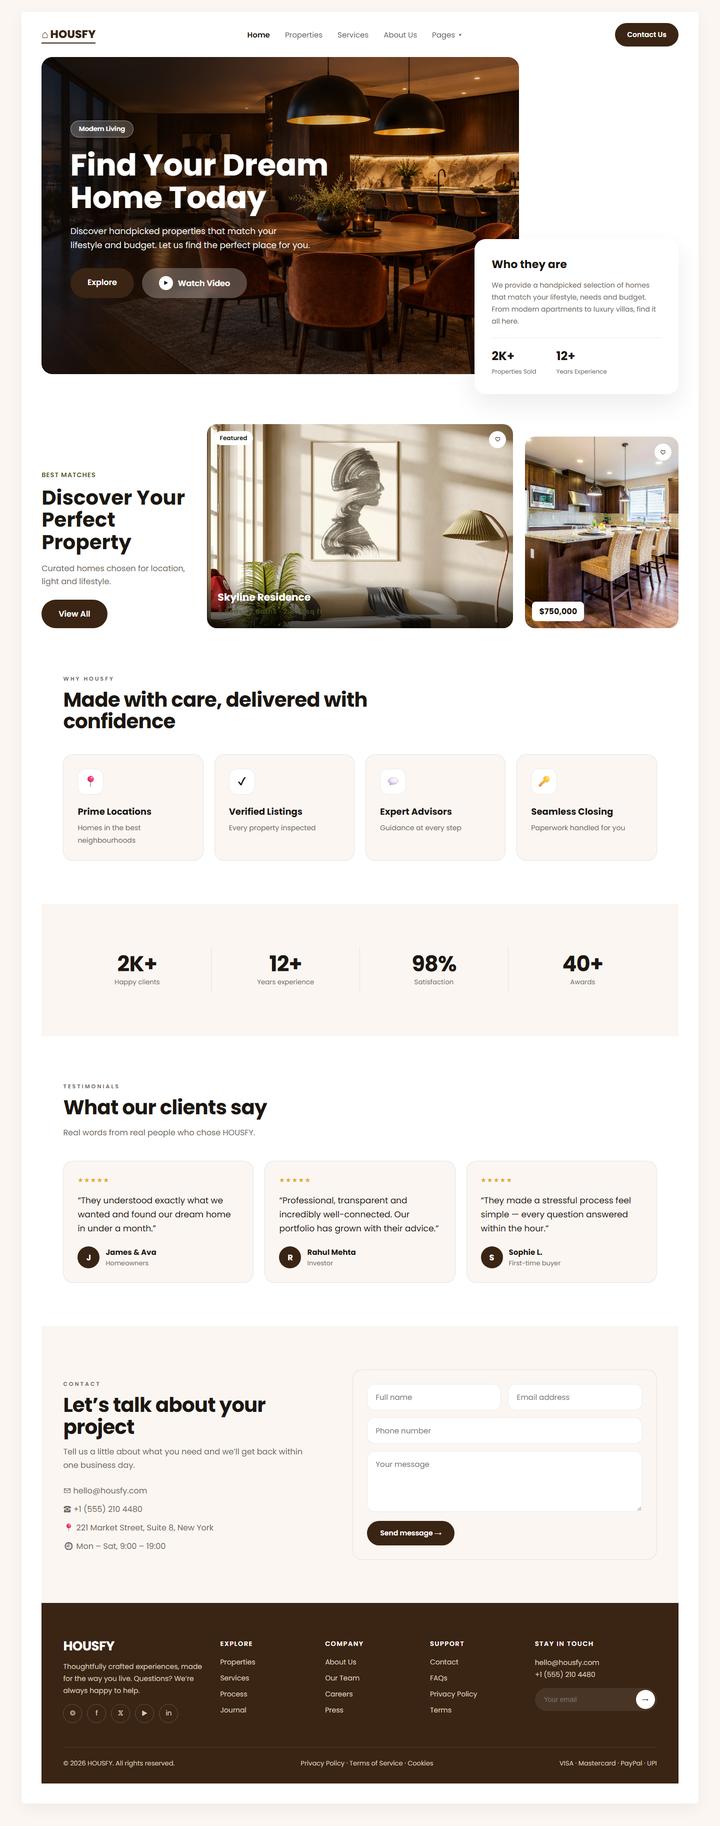 HOUSFY
Home Properties Services About Us Pages
Contact Us
Modern Living
Find Your Dream
Home Today
Discover handpicked properties that match your
lifestyle and budget. Let us find the perfect place for you.
Explore
Watch Video
Who they are
We provide a handpicked selection of homes
that match your lifestyle, needs and budget.
From modern apartments to luxury villas, find it
all here.
2K+ 12+
Properties Sold Years Experience
BEST MATCHES
Discover Your
Perfect
Property
Curated homes chosen for location,
light and lifestyle.
View All
Featured
Skyline Residence
$750,000
WHY HOUSFY
Made with care, delivered with
confidence
Prime Locations
Homes in the best
neighbourhoods
Verified Listings
Every property inspected
Expert Advisors
Guidance at every step
Seamless Closing
Paperwork handled for you
2K+
Happy clients
12+
Years experience
98%
Satisfaction
40+
Awards
TESTIMONIALS
What our clients say
Real words from real people who chose HOUSFY.
★★★★★
“They understood exactly what we
wanted and found our dream home
in under a month.”
J
James & Ava
Homeowners
★★★★★
“Professional, transparent and
incredibly well-connected. Our
portfolio has grown with their advice.”
R
Rahul Mehta
Investor
★★★★★
“They made a stressful process feel
simple — every question answered
within the hour.”
S
Sophie L.
First-time buyer
CONTACT
Let’s talk about your
project
Tell us a little about what you need and we’ll get back within
one business day.
hello@housfy.com
+1 (555) 210 4480
221 Market Street, Suite 8, New York
Mon – Sat, 9:00 – 19:00
Full name
Email address
Phone number
Your message
Send message →
HOUSFY
Thoughtfully crafted experiences, made
for the way you live. Questions? We’re
always happy to help.
f X in
EXPLORE
Properties
Services
Process
Journal
COMPANY
About Us
Our Team
Careers
Press
SUPPORT
Contact
FAQs
Privacy Policy
Terms
STAY IN TOUCH
hello@housfy.com
+1 (555) 210 4480
Your email
→
© 2026 HOUSFY. All rights reserved.
Privacy Policy · Terms of Service · Cookies
VISA · Mastercard · PayPal · UPI